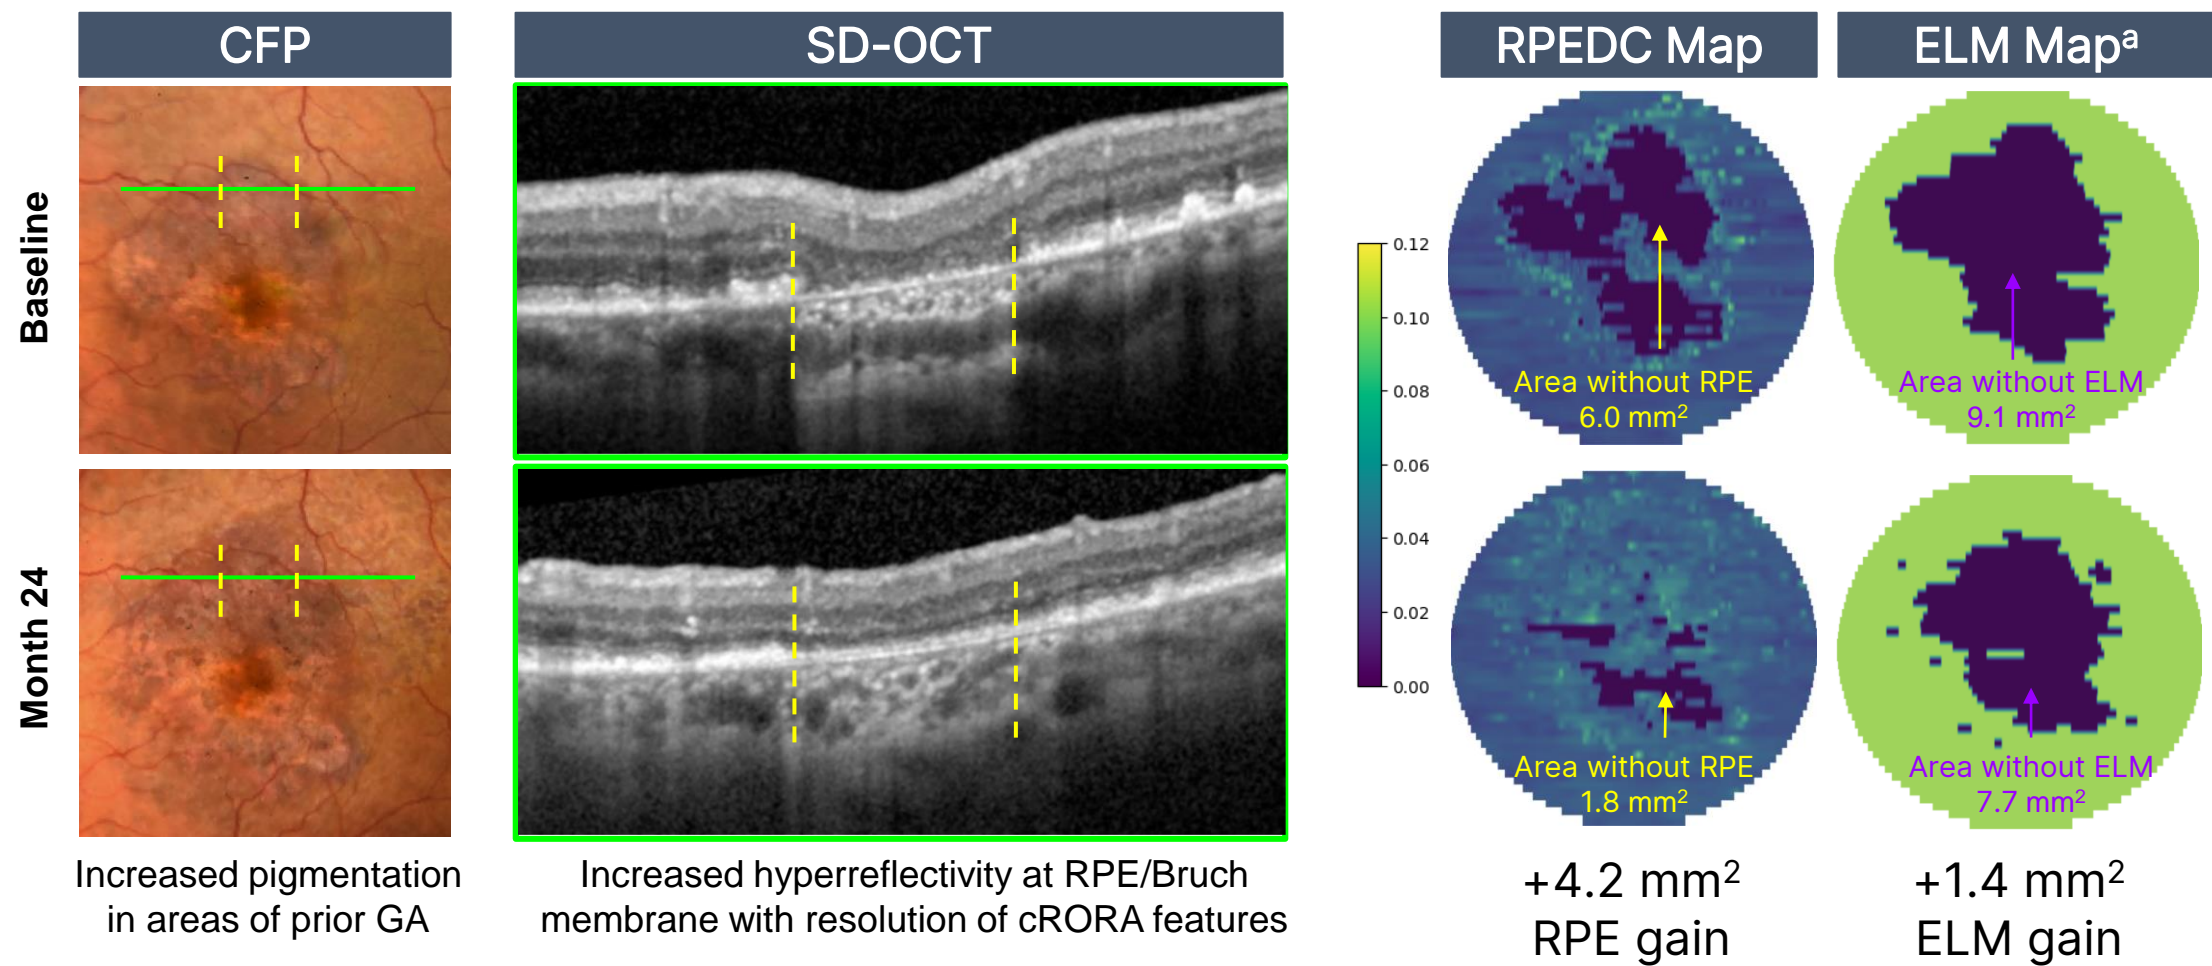 CFP
SD-OCT
RPEDC Map
ELM Mapᵃ
Baseline
0.12
0.10
0.08
0.06
0.04
0.02
0.00
Area without RPE
6.0 mm²
Area without ELM
9.1 mm²
Month 24
Area without RPE
1.8 mm²
Area without ELM
7.7 mm²
Increased pigmentation
in areas of prior GA
Increased hyperreflectivity at RPE/Bruch
membrane with resolution of cRORA features
+4.2 mm²
RPE gain
+1.4 mm²
ELM gain